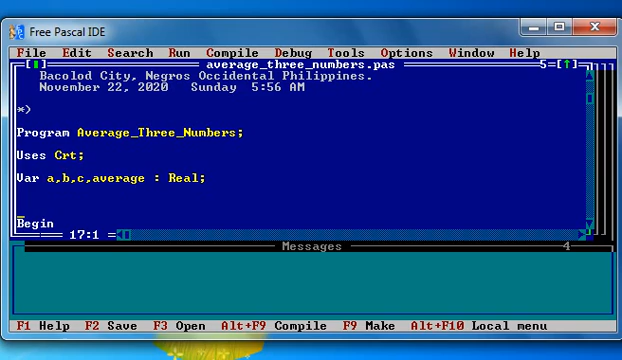 Free Pascal IDE
File Edit Search Run Compile Debug Tools Options Window Help
average_three_numbers.pas 5=[↑]
Bacolod City, Negros Occidental Philippines.
November 22, 2020 Sunday 5:56 AM
*)
Program Average_Three_Numbers;
Uses Crt;
Var a,b,c,average : Real;
Begin
17:1
Messages 4
F1 Help F2 Save F3 Open Alt+F9 Compile F9 Make Alt+F10 Local menu